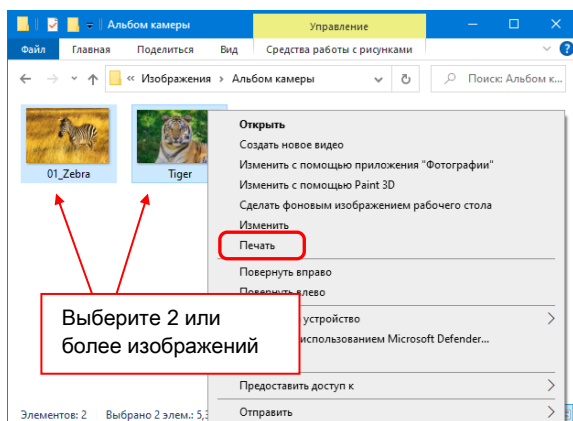 Альбом камеры
Управление
Файл Главная Поделиться Вид Средства работы с рисунками
« Изображения › Альбом камеры
Поиск: Альбом к...
01_Zebra
Tiger
Открыть
Создать новое видео
Изменить с помощью приложения "Фотографии"
Изменить с помощью Paint 3D
Сделать фоновым изображением рабочего стола
Изменить
Печать
Повернуть вправо
Повернуть влево
устройство
использованием Microsoft Defender...
Предоставить доступ к
Отправить
Выберите 2 или
более изображений
Элементов: 2 Выбрано 2 элем.: 5,3